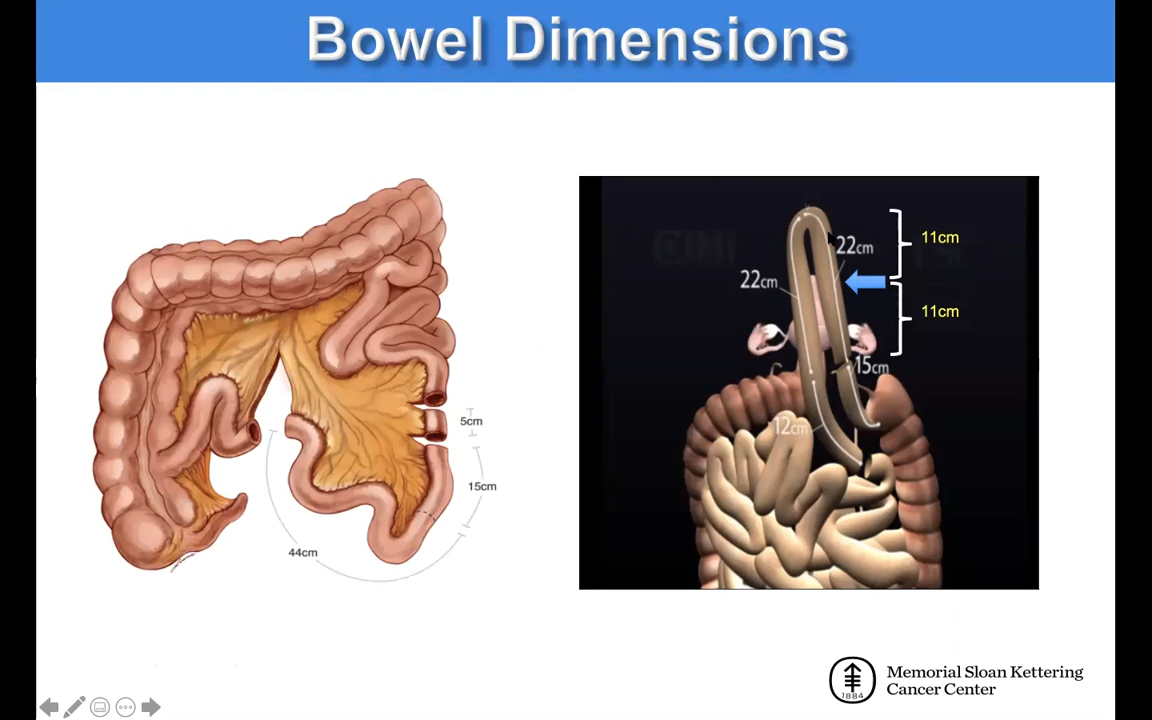 Bowel Dimensions
5cm
15cm
44cm
22cm
22cm
15cm
12cm
11cm
11cm
1884
Memorial Sloan Kettering
Cancer Center